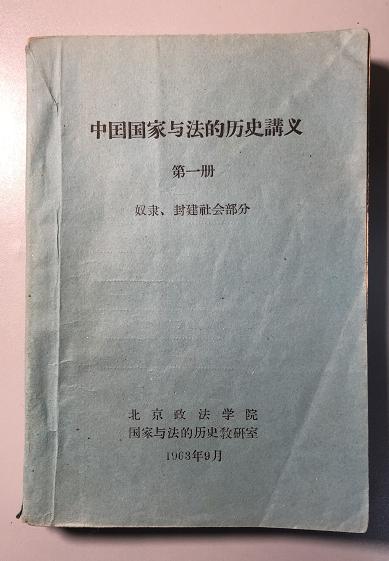 中国国家与法的历史講义
第一册
奴隶、封建社会部分
北京政法学院
国家与法的历史教研室
1963年9月